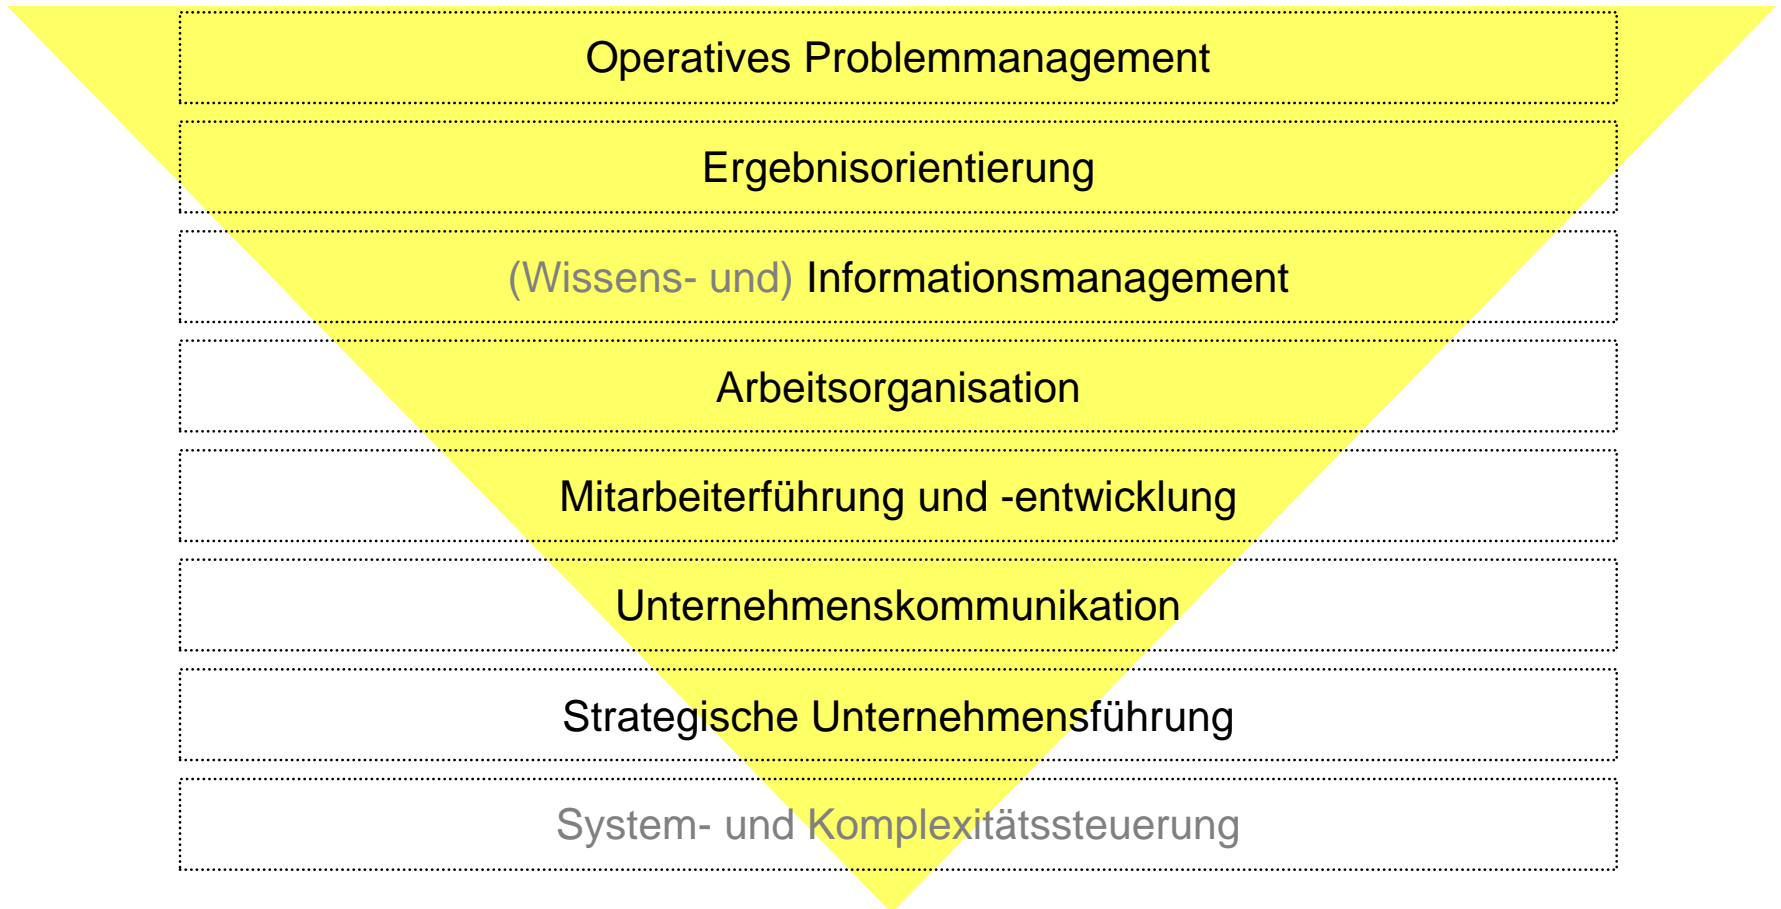 Operatives Problemmanagement
Ergebnisorientierung
(Wissens- und) Informationsmanagement
Arbeitsorganisation
Mitarbeiterführung und -entwicklung
Unternehmenskommunikation
Strategische Unternehmensführung
System- und Komplexitätssteuerung